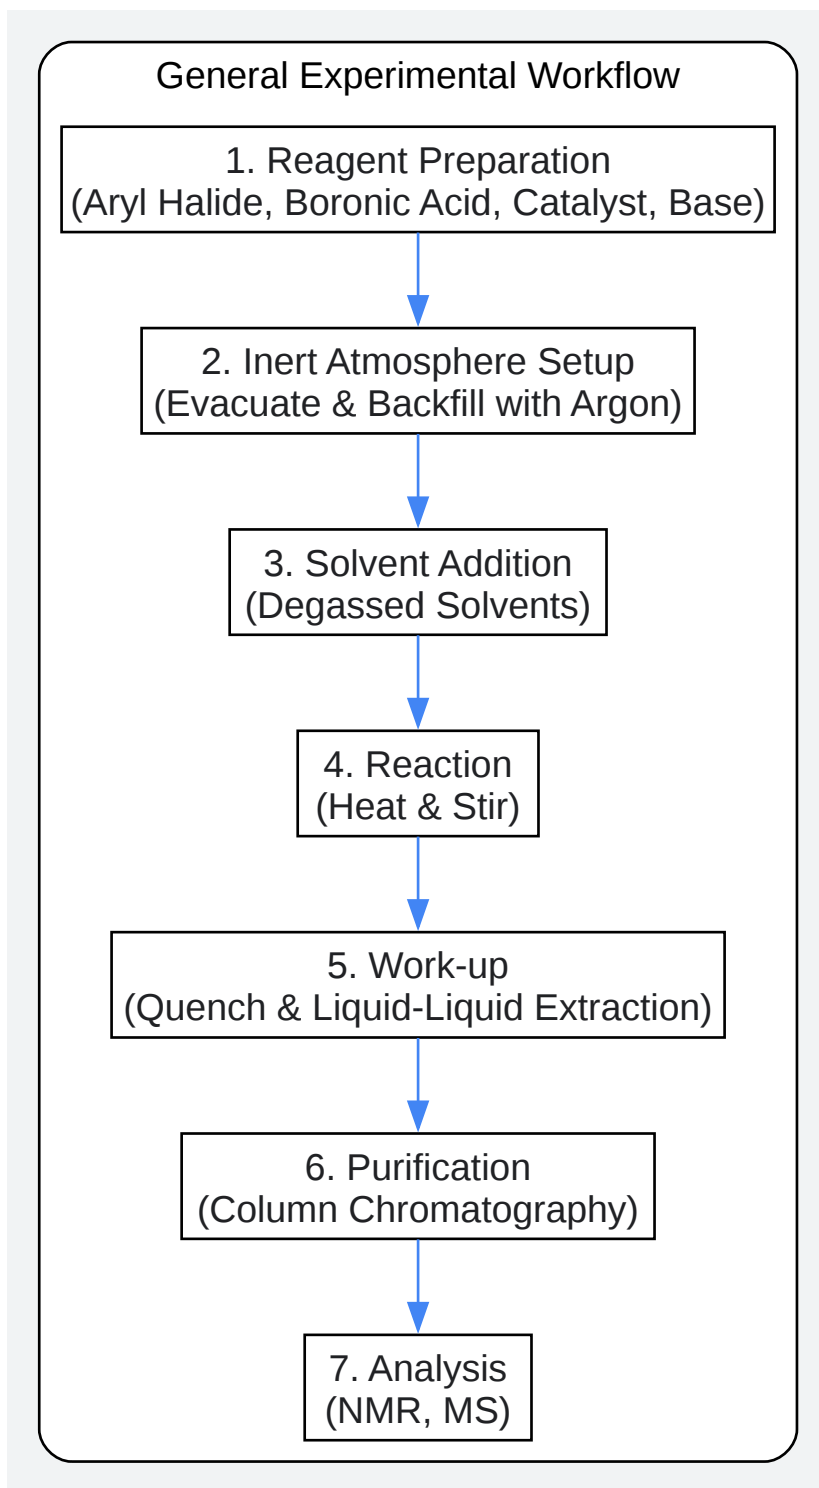 General Experimental Workflow
1. Reagent Preparation
(Aryl Halide, Boronic Acid, Catalyst, Base)
2. Inert Atmosphere Setup
(Evacuate & Backfill with Argon)
3. Solvent Addition
(Degassed Solvents)
4. Reaction
(Heat & Stir)
5. Work-up
(Quench & Liquid-Liquid Extraction)
6. Purification
(Column Chromatography)
7. Analysis
(NMR, MS)